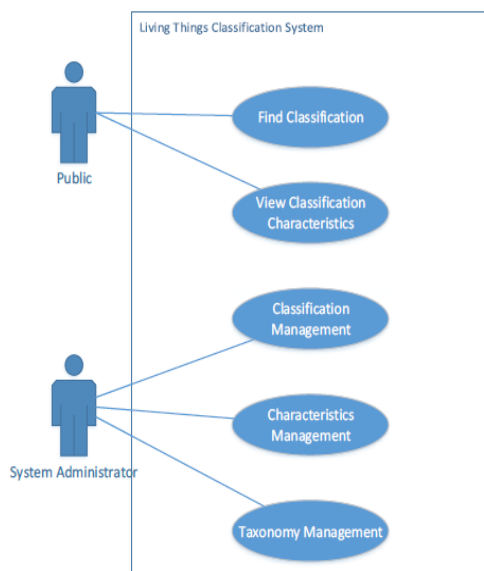 Living Things Classification System
Find Classification
Public
View Classification
Characteristics
Classification
Management
Characteristics
Management
System Administrator
Taxonomy Management